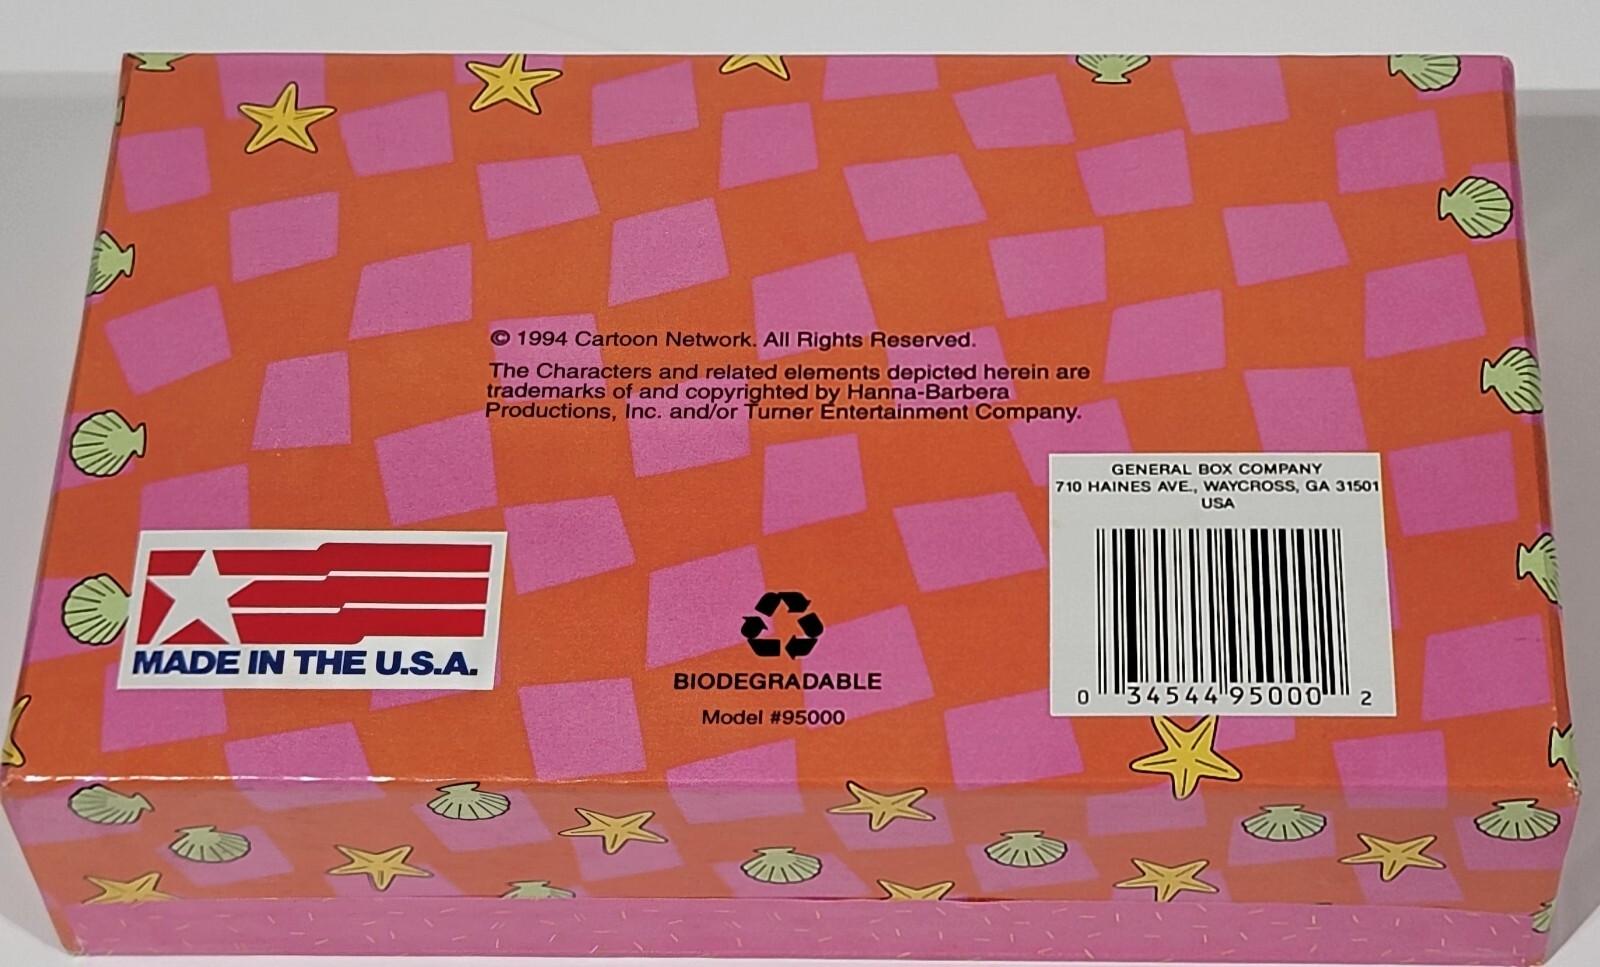 © 1994 Cartoon Network. All Rights Reserved.
The Characters and related elements depicted herein are
trademarks of and copyrighted by Hanna-Barbera
Productions, Inc. and/or Turner Entertainment Company.
GENERAL BOX COMPANY
710 HAINES AVE., WAYCROSS, GA 31501
USA
0 34544 95000 2
MADE IN THE U.S.A.
BIODEGRADABLE
Model #95000